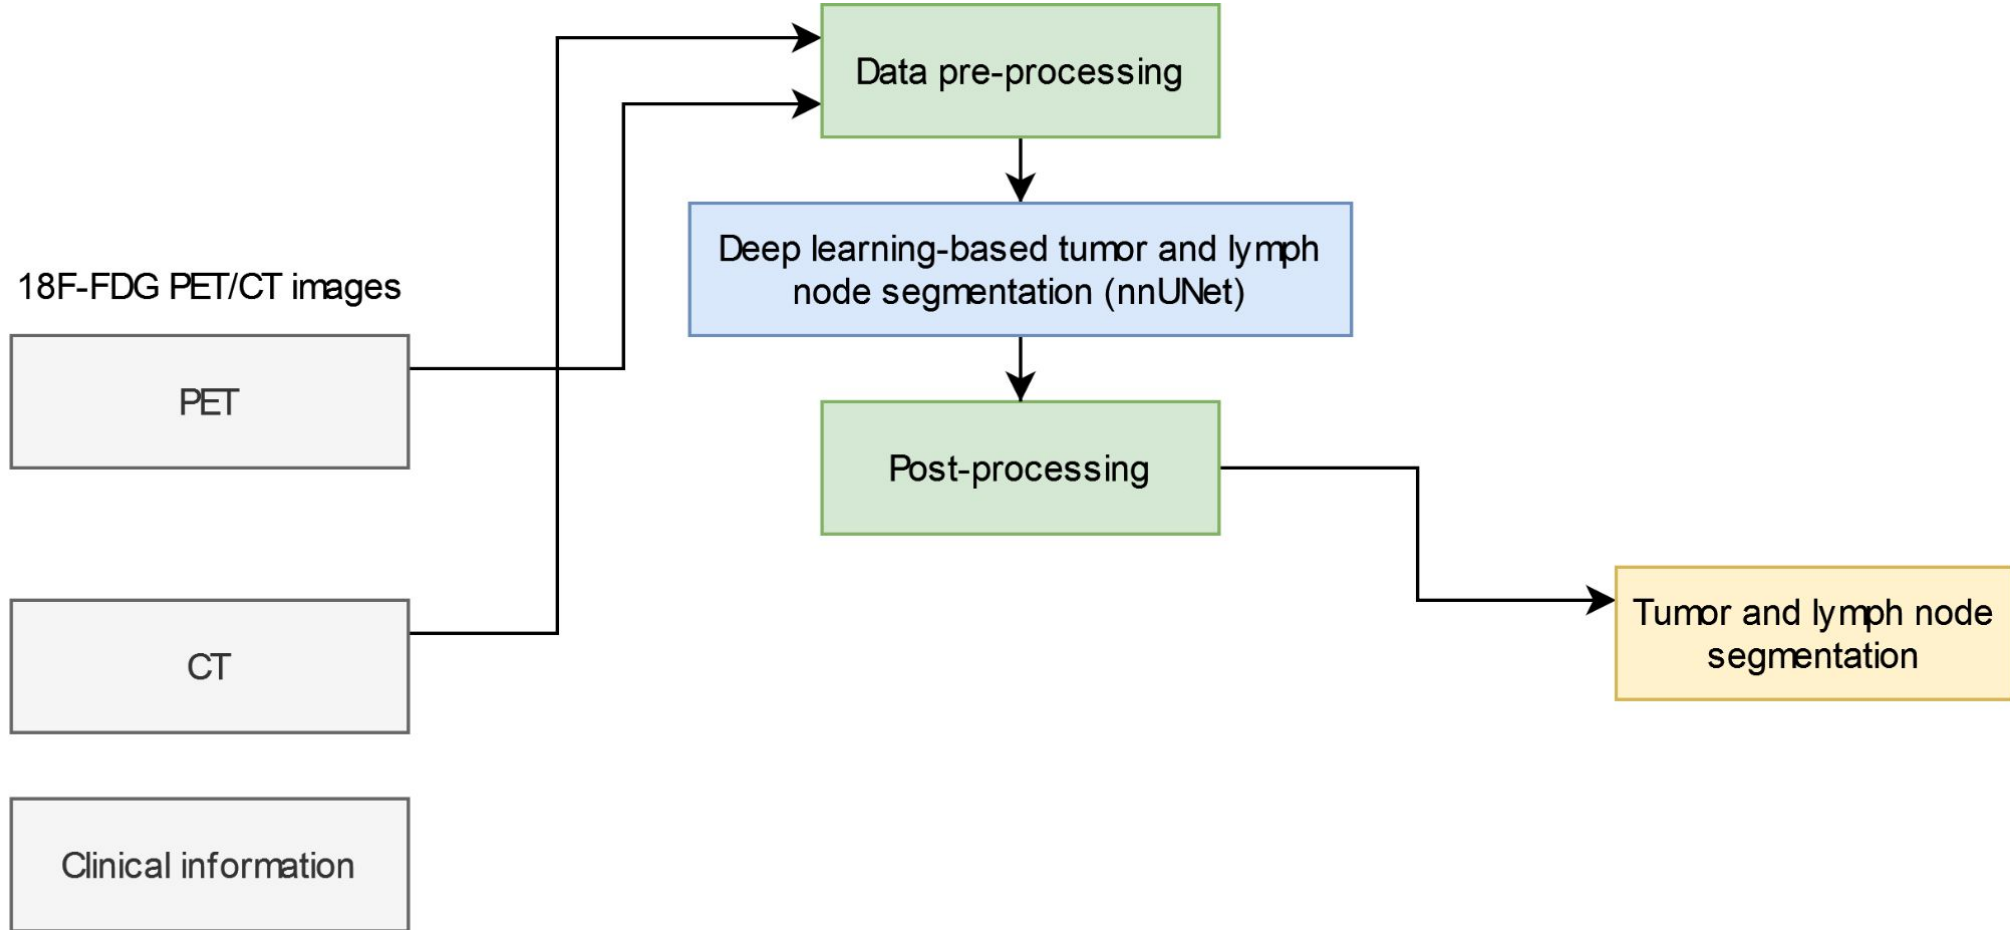 Data pre-processing
Deep learning-based tumor and lymph
node segmentation (nnUNet)
18F-FDG PET/CT images
PET
Post-processing
CT
Tumor and lymph node
segmentation
Clinical information